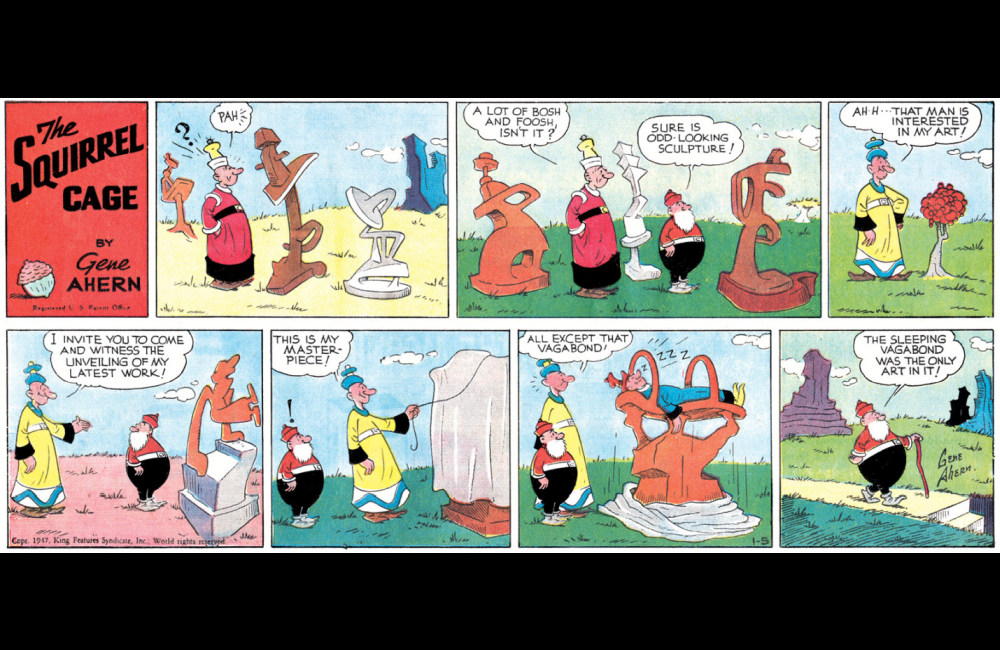 The
SQUIRREL
CAGE
BY
Gene
AHERN
Registered U. S. Patent Office
?
PAH
A LOT OF BOSH
AND FOOSH,
ISN'T IT?
SURE IS
ODD-LOOKING
SCULPTURE!
AH-H---THAT MAN IS
INTERESTED
IN MY ART!
I INVITE YOU TO COME
AND WITNESS THE
UNVEILING OF MY
LATEST WORK!
Copr. 1947, King Features Syndicate, Inc., World rights reserved.
THIS IS MY
MASTER-
PIECE!
!
ALL EXCEPT THAT
VAGABOND!
Z Z Z Z
1-5
THE SLEEPING
VAGABOND
WAS THE ONLY
ART IN IT!
GENE
AHERN.